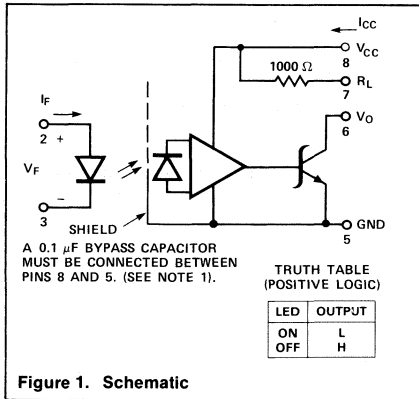 I_CC
V_CC
8
1000 Ω
R_L
7
I_F
V_O
6
2 +
V_F
–
3
SHIELD
GND
5
A 0.1 μF BYPASS CAPACITOR
MUST BE CONNECTED BETWEEN
PINS 8 AND 5. (SEE NOTE 1).
TRUTH TABLE
(POSITIVE LOGIC)
LED OUTPUT
ON L
OFF H
Figure 1. Schematic